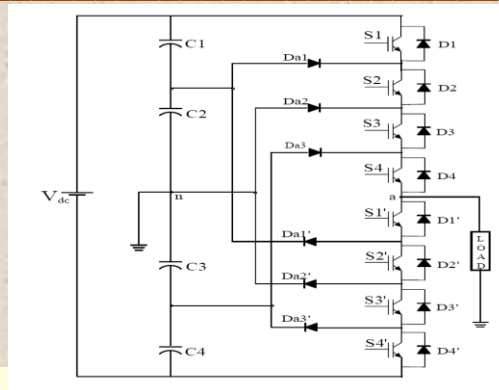 S1
D1
C1
Da1
S2
D2
Da2
C2
S3
D3
Da3
S4
D4
Vdc
n
a
S1'
D1'
LOAD
Da1'
S2'
D2'
C3
Da2'
S3'
D3'
Da3'
S4'
D4'
C4